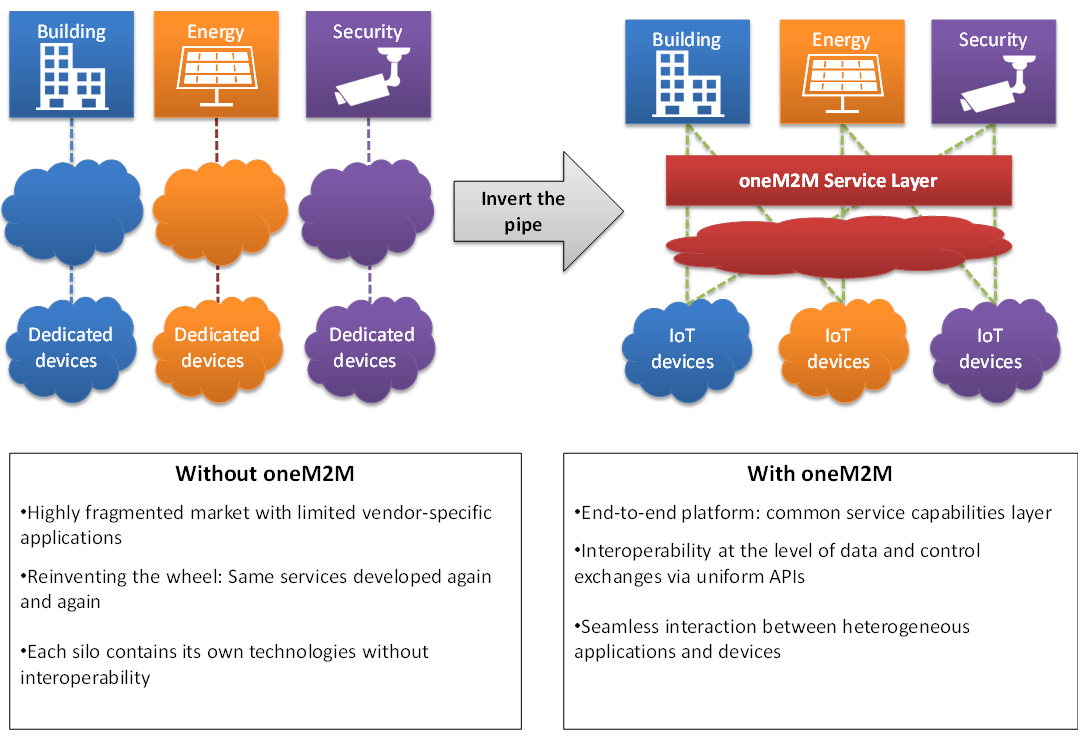 Building
Energy
Security
Building
Energy
Security
oneM2M Service Layer
Invert the
pipe
Dedicated
devices
Dedicated
devices
Dedicated
devices
IoT
devices
IoT
devices
IoT
devices
Without oneM2M
•Highly fragmented market with limited vendor-specific
applications
•Reinventing the wheel: Same services developed again
and again
•Each silo contains its own technologies without
interoperability
With oneM2M
•End-to-end platform: common service capabilities layer
•Interoperability at the level of data and control
exchanges via uniform APIs
•Seamless interaction between heterogeneous
applications and devices